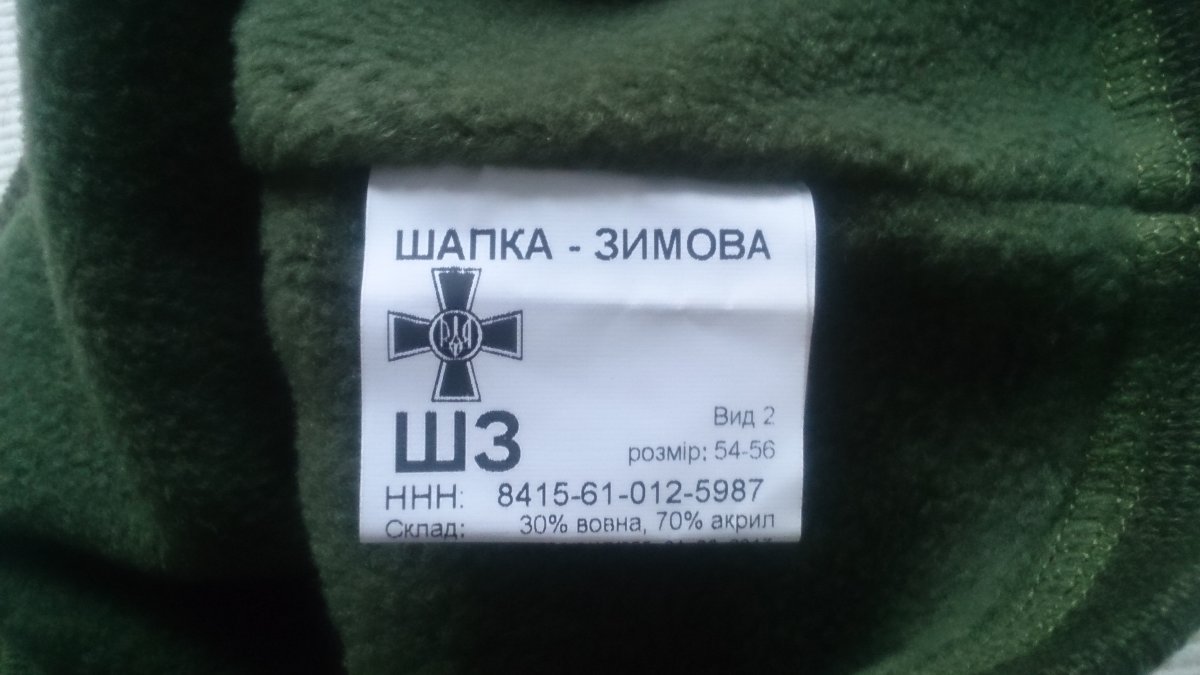 ШАПКА - ЗИМОВА
ШЗ
Вид 2
розмір: 54-56
ННН: 8415-61-012-5987
Склад: 30% вовна, 70% акрил